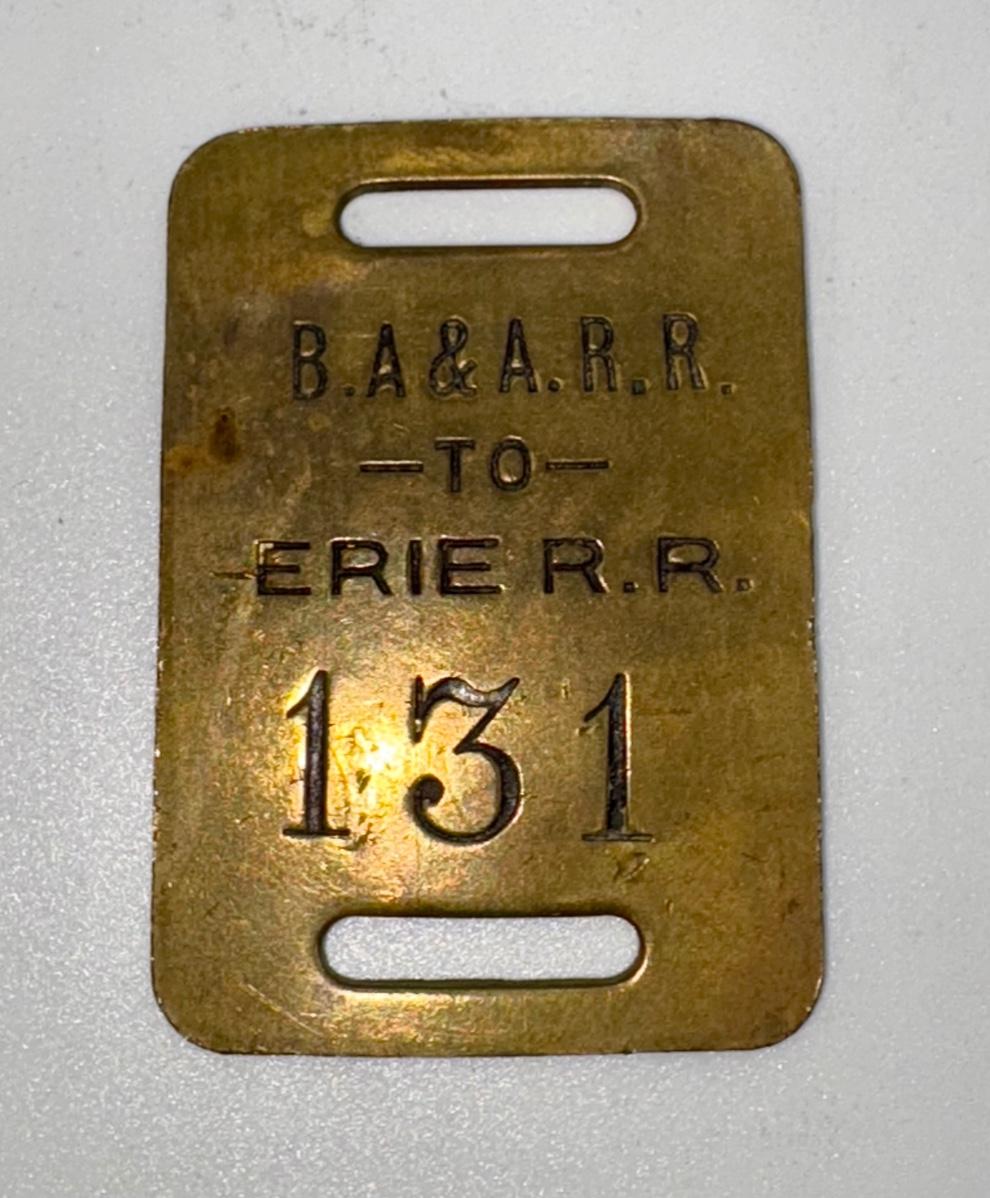 B.A & A.R.R.
—TO—
ERIE R.R.
131